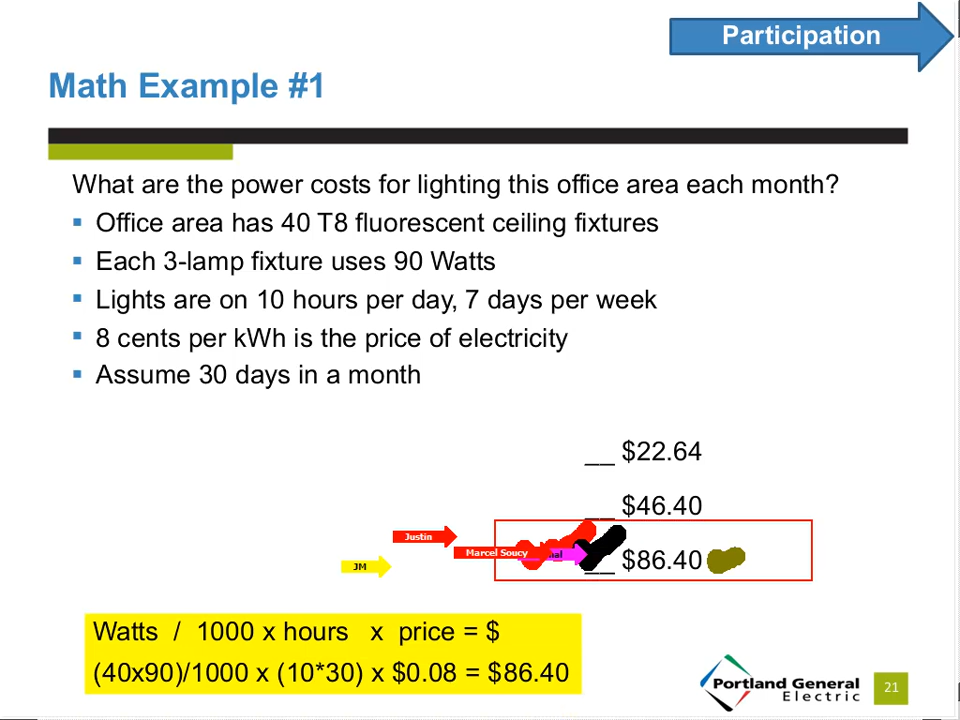 Participation
Math Example #1
What are the power costs for lighting this office area each month?
Office area has 40 T8 fluorescent ceiling fixtures
Each 3-lamp fixture uses 90 Watts
Lights are on 10 hours per day, 7 days per week
8 cents per kWh is the price of electricity
Assume 30 days in a month
__ $22.64
__ $46.40
Justin
Marcel Soucy
JM
__ $86.40
Watts / 1000 x hours x price = $
(40x90)/1000 x (10*30) x $0.08 = $86.40
Portland General
Electric
21